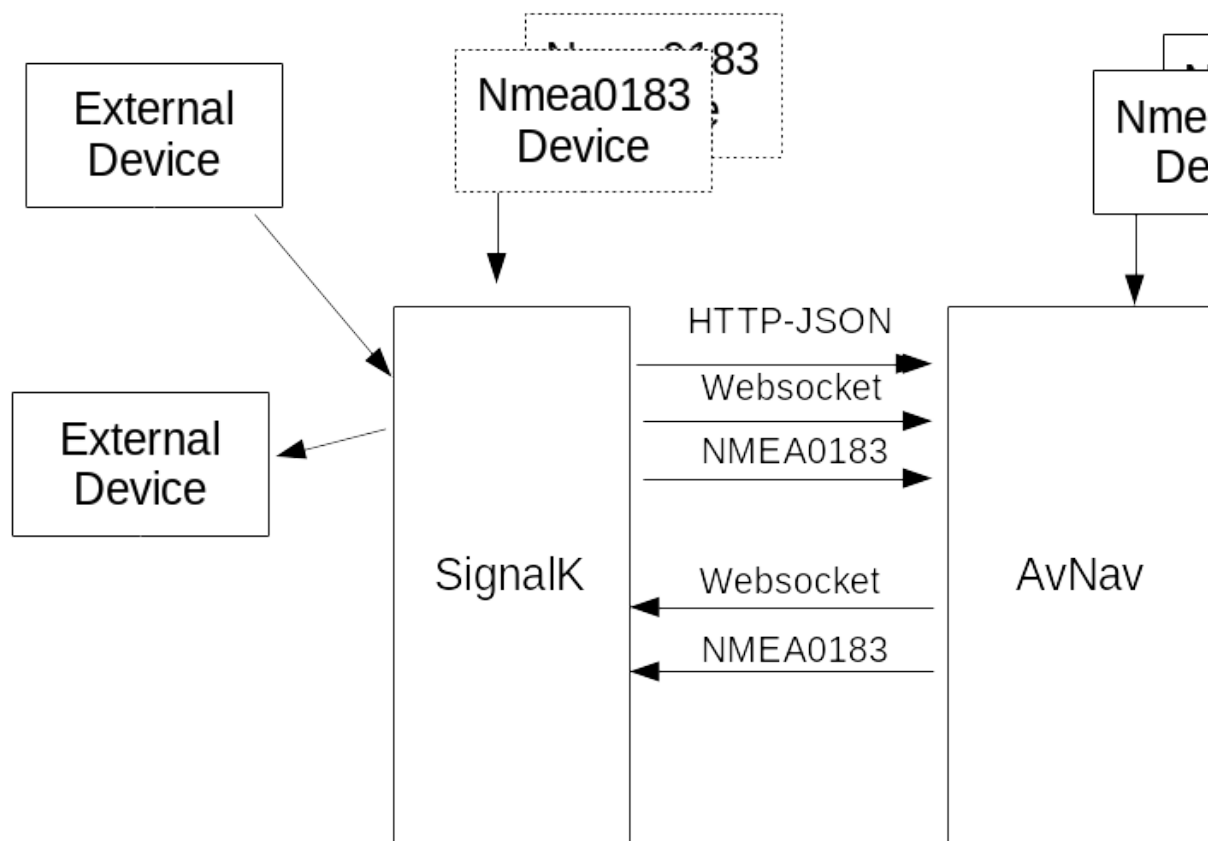 External
Device
Nmea0183
Device
External
Device
HTTP-JSON
Websocket
NMEA0183
SignalK
Websocket
NMEA0183
AvNav